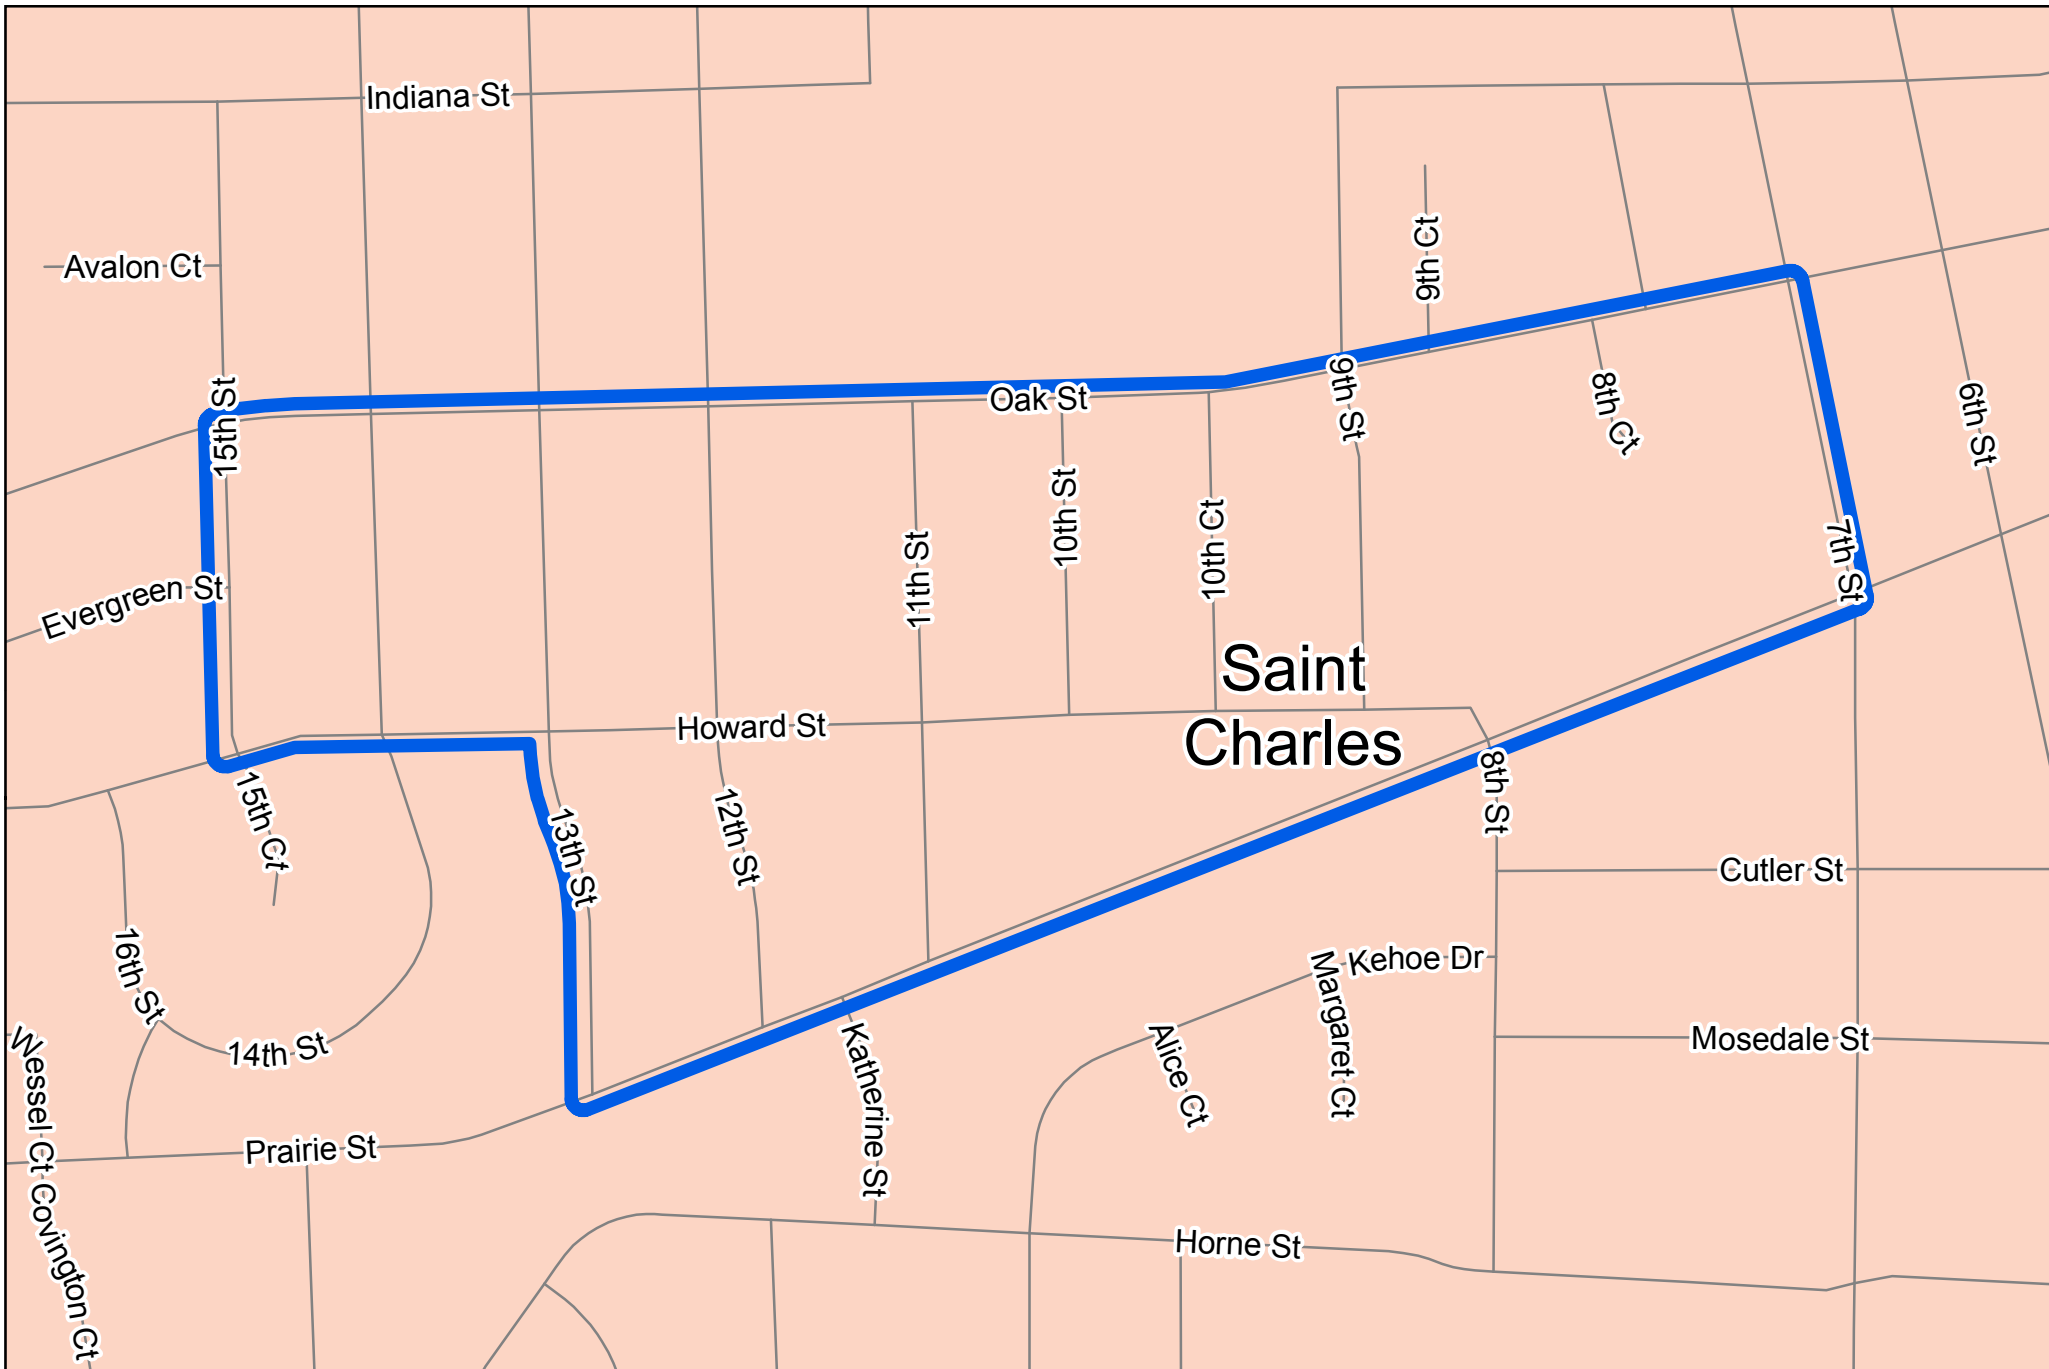 Indiana St
Avalon Ct
9th Ct
15th St
Oak St
9th St
8th Ct
6th St
10th St
10th Ct
11th St
7th St
Evergreen St
Saint
Charles
Howard St
15th Ct
12th St
13th St
8th St
Cutler St
16th St
Kehoe Dr
Margaret Ct
14th St
Wessel Ct
Katherine St
Alice Ct
Mosedale St
Prairie St
Covington Ct
Horne St